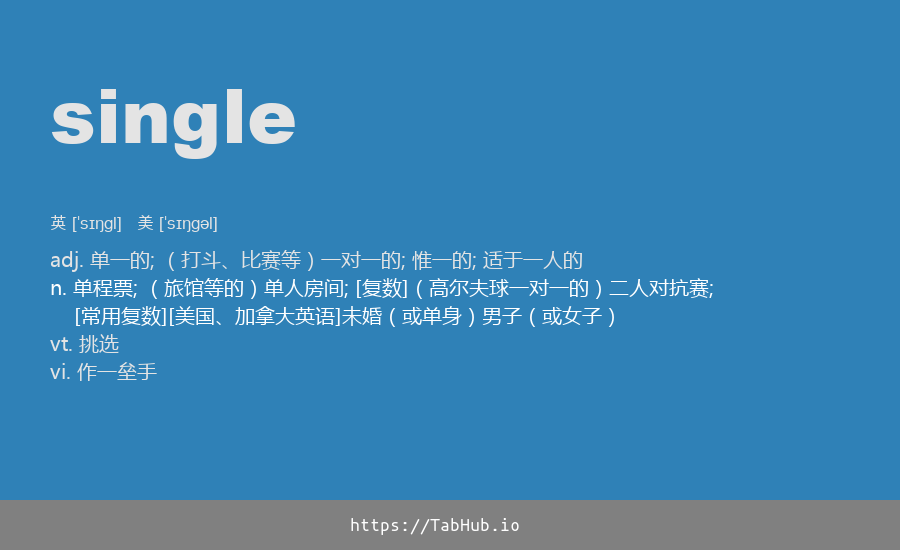 single
英 [ˈsɪŋgl] 美 [ˈsɪŋgəl]
adj. 单一的; （打斗、比赛等）一对一的; 惟一的; 适于一人的
n. 单程票; （旅馆等的）单人房间; [复数]（高尔夫球一对一的）二人对抗赛;
[常用复数][美国、加拿大英语]未婚（或单身）男子（或女子）
vt. 挑选
vi. 作一垒手
https://TabHub.io